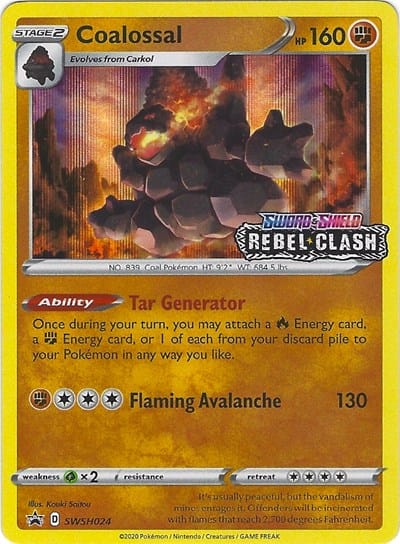 STAGE2 Coalossal HP 160
Evolves from Carkol
SWORD & SHIELD
REBEL CLASH
NO. 839 Coal Pokémon HT: 9'2" WT: 684.5 lbs.
Ability Tar Generator
Once during your turn, you may attach a Energy card,
a Energy card, or 1 of each from your discard pile to
your Pokémon in any way you like.
Flaming Avalanche 130
weakness ×2 resistance retreat
Illus. Kouki Saitou
It's usually peaceful, but the vandalism of
mines enrages it. Offenders will be incinerated
with flames that reach 2,700 degrees Fahrenheit.
D SWSH024
©2020 Pokémon / Nintendo / Creatures / GAME FREAK